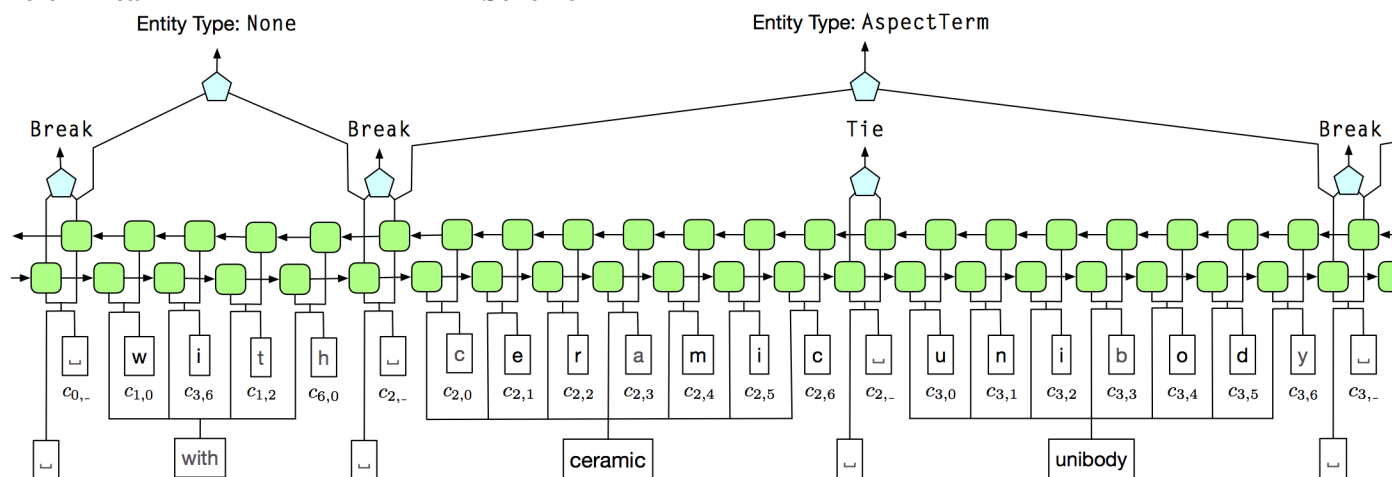 Entity Type: None Entity Type: AspectTerm
Break Break Tie Break
␣ w i t h ␣ c e r a m i c ␣ u n i b o d y ␣
c0,- c1,0 c3,6 c1,2 c6,0 c2,- c2,0 c2,1 c2,2 c2,3 c2,4 c2,5 c2,6 c2,- c3,0 c3,1 c3,2 c3,3 c3,4 c3,5 c3,6 c3,-
␣ with ␣ ceramic ␣ unibody ␣